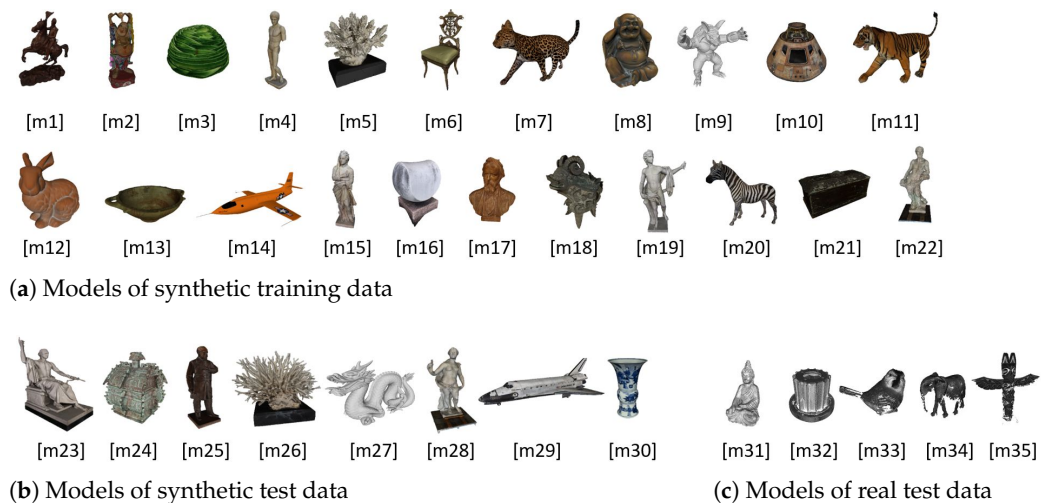 [m1] [m2] [m3] [m4] [m5] [m6] [m7] [m8] [m9] [m10] [m11]
[m12] [m13] [m14] [m15] [m16] [m17] [m18] [m19] [m20] [m21] [m22]
(a) Models of synthetic training data
[m23] [m24] [m25] [m26] [m27] [m28] [m29] [m30] [m31] [m32] [m33] [m34] [m35]
(b) Models of synthetic test data (c) Models of real test data